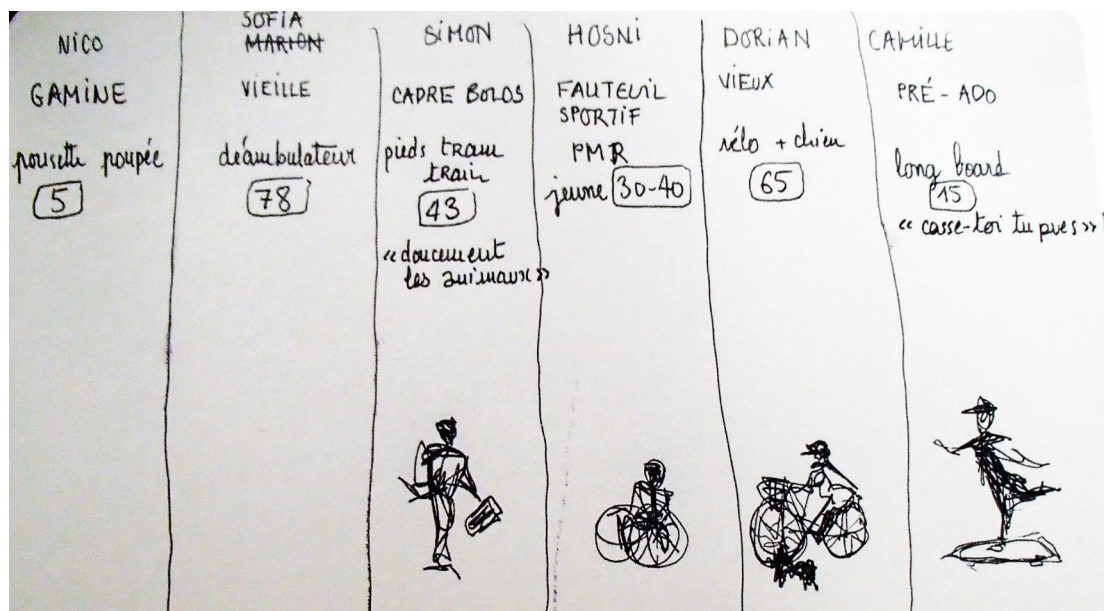 NICO
GAMINE
pousette poupée
5
SOFIA
MARION
VIEILLE
déambulateur
78
SIMON
CADRE BOLOS
pieds tram
train
43
«doucement
les animaux»
HOSNI
FAUTEUIL
SPORTIF
PMR
jeune 30-40
DORIAN
VIEUX
vélo + chien
65
CAMILLE
PRÉ-ADO
long board
15
«casse-toi tu pues»